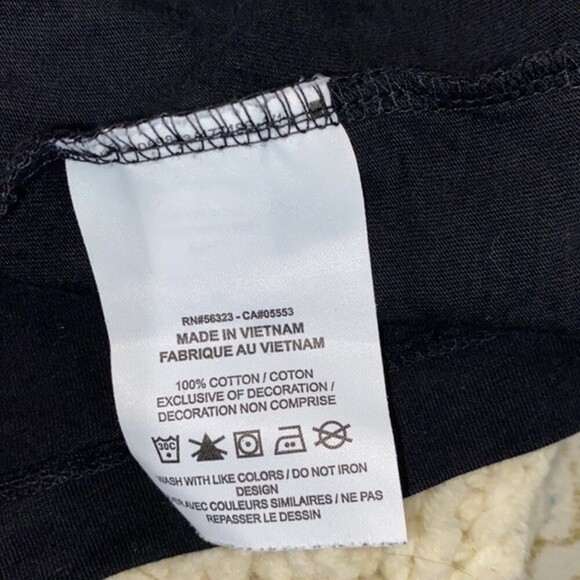 RN#56323 - CA#05553
MADE IN VIETNAM
FABRIQUE AU VIETNAM
100% COTTON / COTON
EXCLUSIVE OF DECORATION /
DECORATION NON COMPRISE
30C
WASH WITH LIKE COLORS / DO NOT IRON
DESIGN
AVEC COULEURS SIMILAIRES / NE PAS
REPASSER LE DESSIN